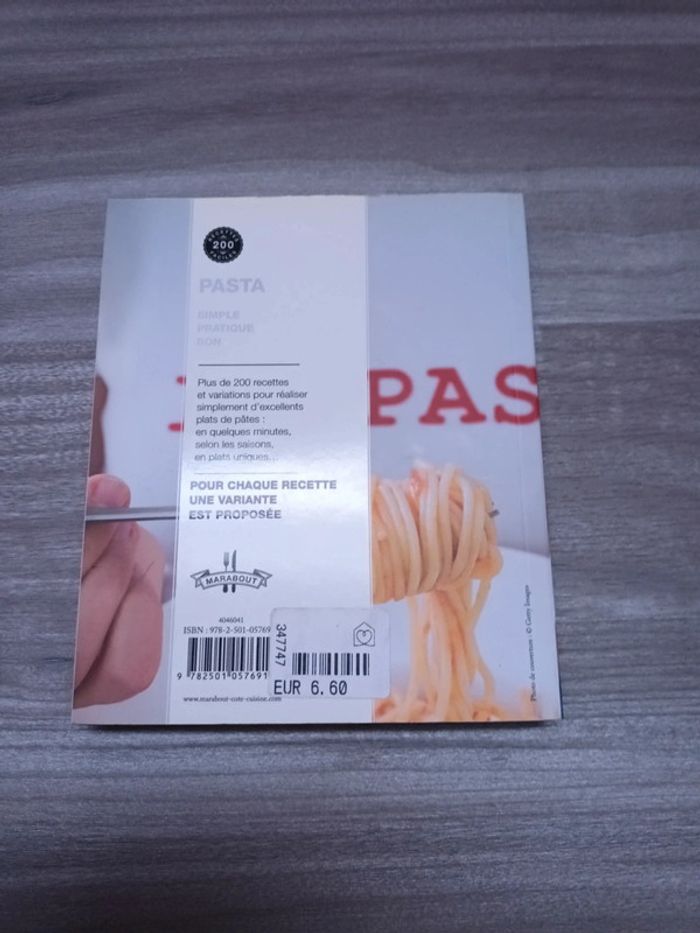 RECETTES
200
FACILES
PASTA
SIMPLE
PRATIQUE
BON
PAS
Plus de 200 recettes
et variations pour réaliser
simplement d'excellents
plats de pâtes :
en quelques minutes,
selon les saisons,
en plats uniques...
POUR CHAQUE RECETTE
UNE VARIANTE
EST PROPOSÉE
MARABOUT
4046041
ISBN : 978-2-501-05769
9 782501 057691
www.marabout-cote-cuisine.com
347747
EUR 6.60
Photo de couverture : © Getty Images